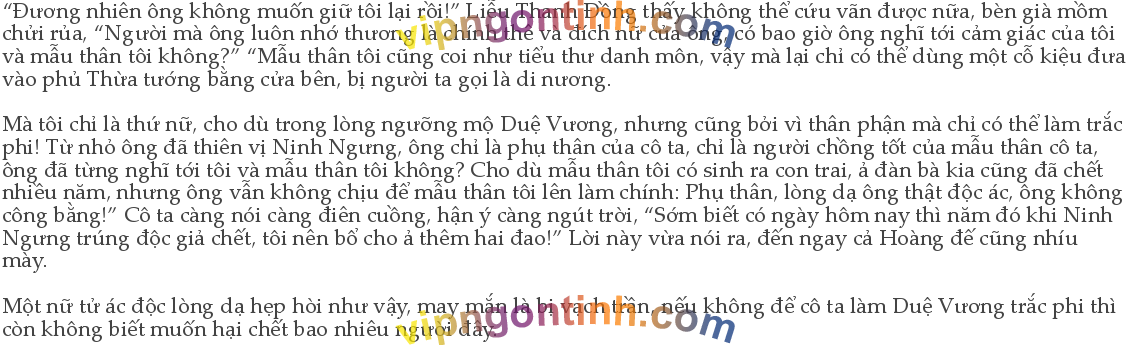 “Đương nhiên ông không muốn giữ tôi lại rồi!” Liễu Thanh Đồng thấy không thể cứu vãn được nữa, bèn già mồm
chửi rủa, “Người mà ông luôn nhớ thương là chính thê và đích nữ của ông, có bao giờ ông nghĩ tới cảm giác của tôi
và mẫu thân tôi không?” “Mẫu thân tôi cũng coi như tiểu thư danh môn, vậy mà lại chỉ có thể dùng một cỗ kiệu đưa
vào phủ Thừa tướng bằng cửa bên, bị người ta gọi là di nương.
Mà tôi chỉ là thứ nữ, cho dù trong lòng ngưỡng mộ Duệ Vương, nhưng cũng bởi vì thân phận mà chỉ có thể làm trắc
phi! Từ nhỏ ông đã thiên vị Ninh Ngưng, ông chỉ là phụ thân của cô ta, chỉ là người chồng tốt của mẫu thân cô ta,
ông đã từng nghĩ tới tôi và mẫu thân tôi không? Cho dù mẫu thân tôi có sinh ra con trai, ả đàn bà kia cũng đã chết
nhiều năm, nhưng ông vẫn không chịu để mẫu thân tôi lên làm chính: Phụ thân, lòng dạ ông thật độc ác, ông không
công bằng!” Cô ta càng nói càng điên cuồng, hận ý càng ngút trời, “Sớm biết có ngày hôm nay thì năm đó khi Ninh
Ngưng trúng độc giả chết, tôi nên bổ cho ả thêm hai đao!” Lời này vừa nói ra, đến ngay cả Hoàng đế cũng nhíu
mày.
Một nữ tử ác độc lòng dạ hẹp hòi như vậy, may mắn là bị vạch trần, nếu không để cô ta làm Duệ Vương trắc phi thì
còn không biết muốn hại chết bao nhiêu người đây.
vipngontinh.com
vipngontinh.com